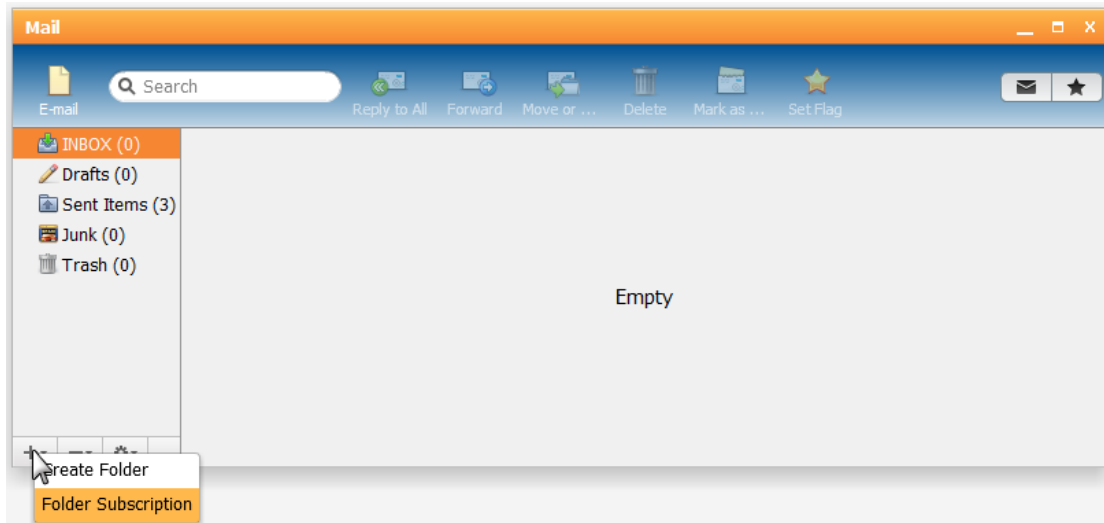 Mail
E-mail
Search
Reply to All
Forward
Move or ...
Delete
Mark as ...
Set Flag
INBOX (0)
Drafts (0)
Sent Items (3)
Junk (0)
Trash (0)
Empty
Create Folder
Folder Subscription